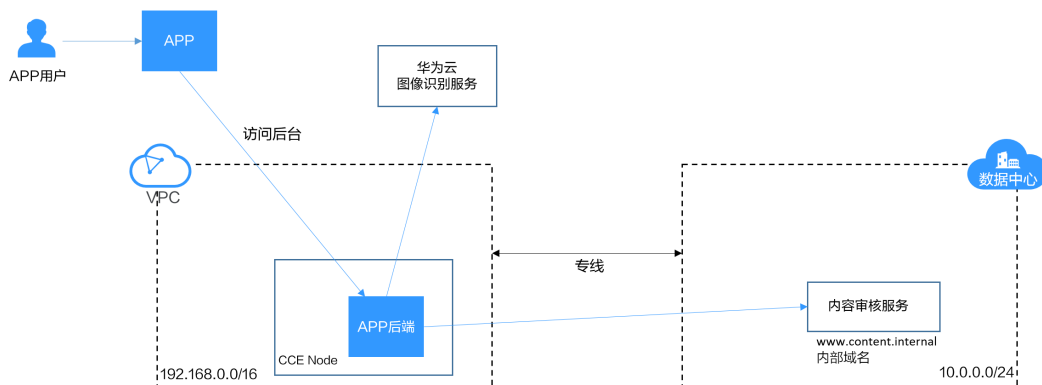 APP用户
APP
华为云
图像识别服务
访问后台
VPC
数据中心
专线
APP后端
CCE Node
内容审核服务
www.content.internal
内部域名
192.168.0.0/16
10.0.0.0/24